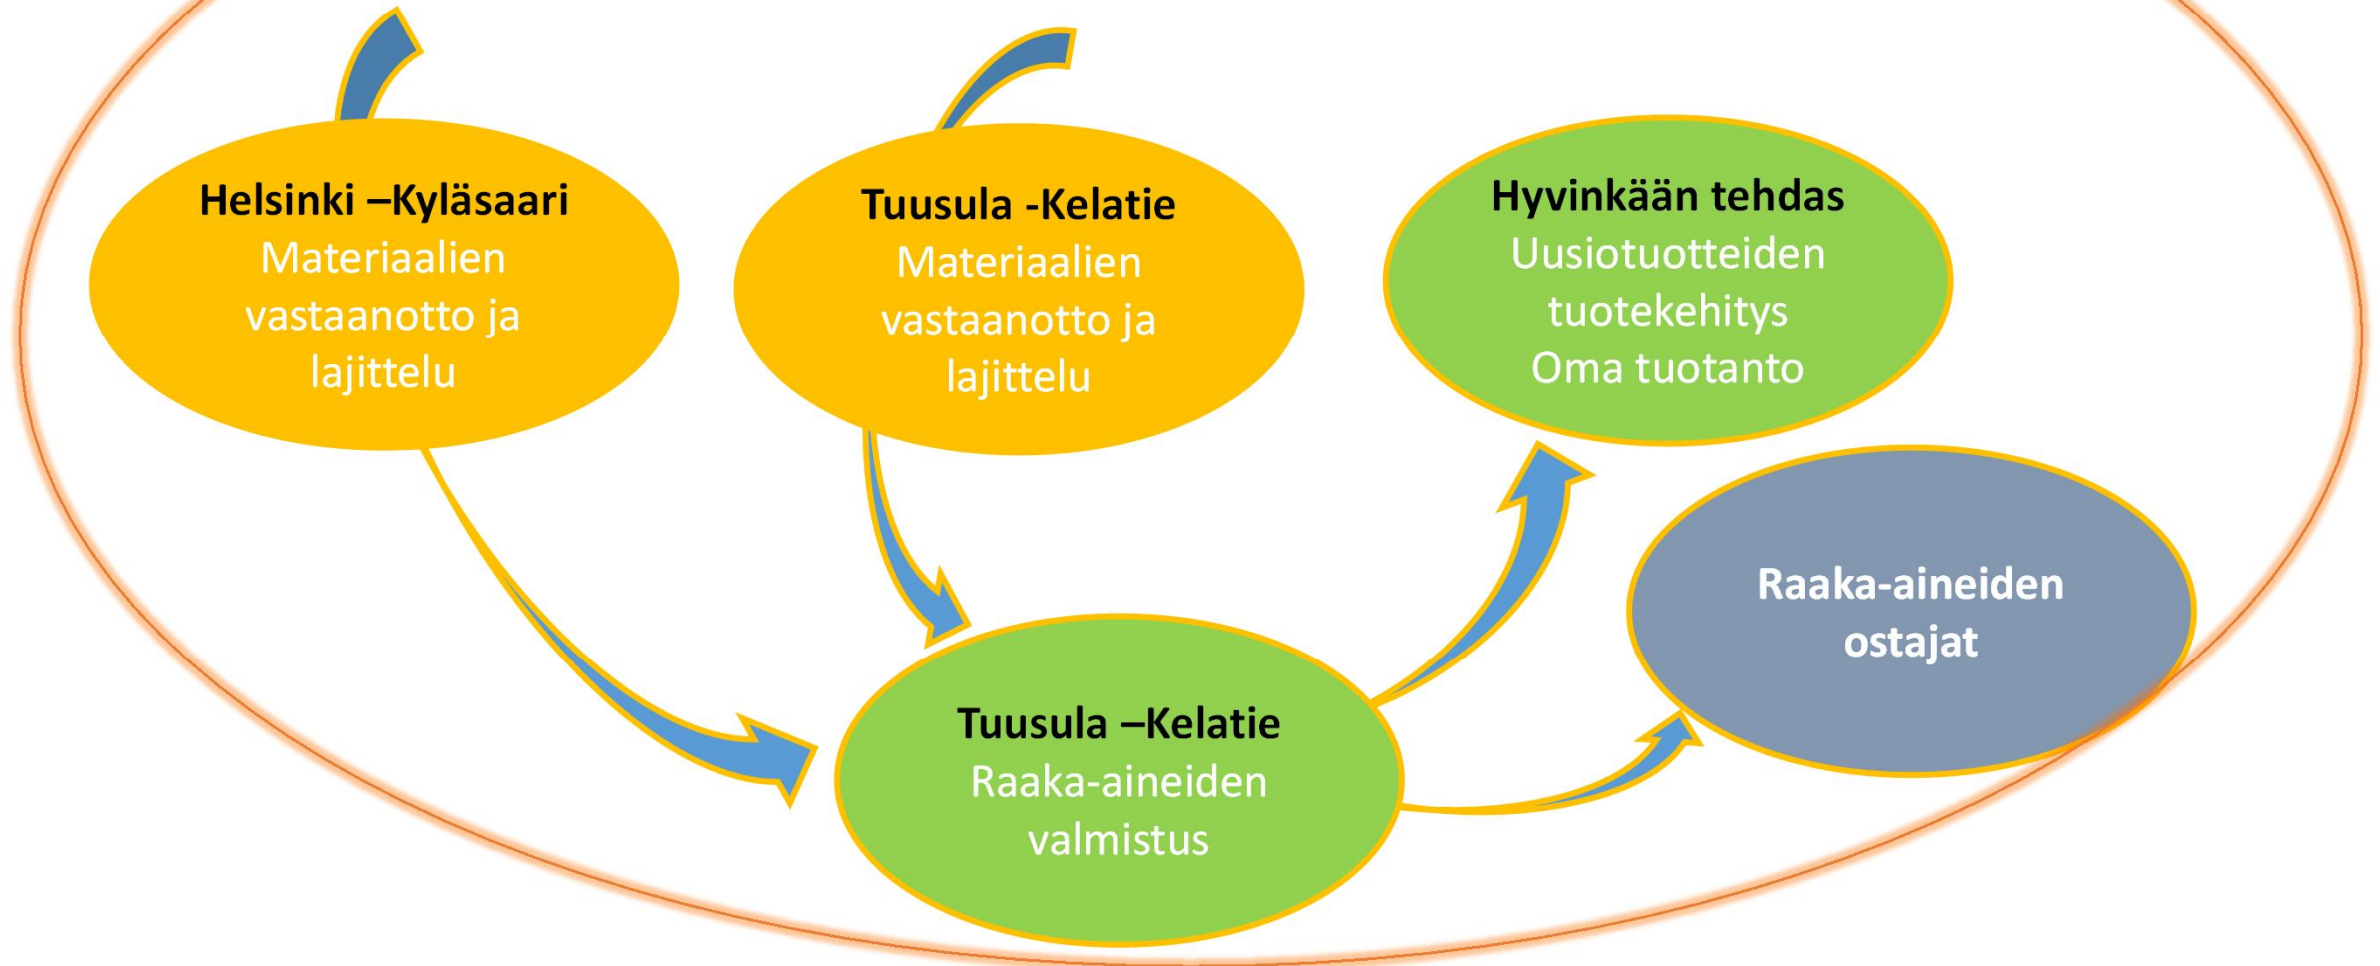 Helsinki –Kyläsaari
Materiaalien
vastaanotto ja
lajittelu
Tuusula -Kelatie
Materiaalien
vastaanotto ja
lajittelu
Hyvinkään tehdas
Uusiotuotteiden
tuotekehitys
Oma tuotanto
Raaka-aineiden
ostajat
Tuusula –Kelatie
Raaka-aineiden
valmistus